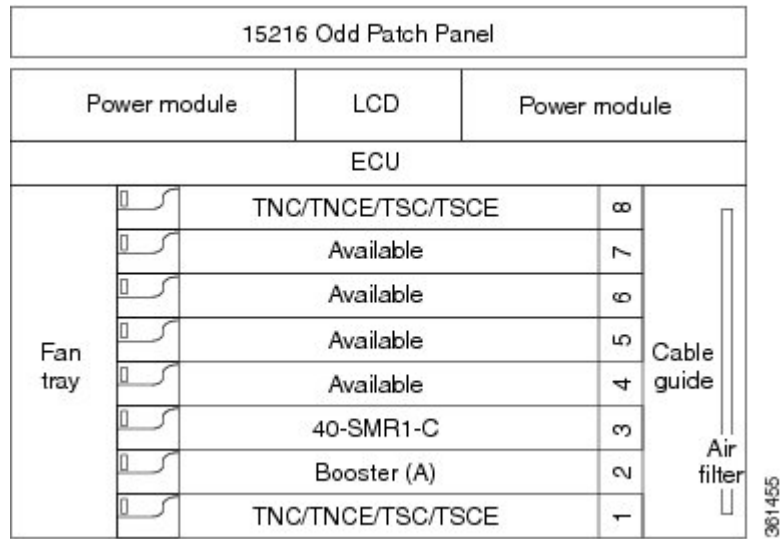 15216 Odd Patch Panel
Power module
LCD
Power module
ECU
TNC/TNCE/TSC/TSCE 8
Available 7
Available 6
Available 5
Available 4
40-SMR1-C 3
Booster (A) 2
TNC/TNCE/TSC/TSCE 1
Fan
tray
Cable
guide
Air
filter
361455